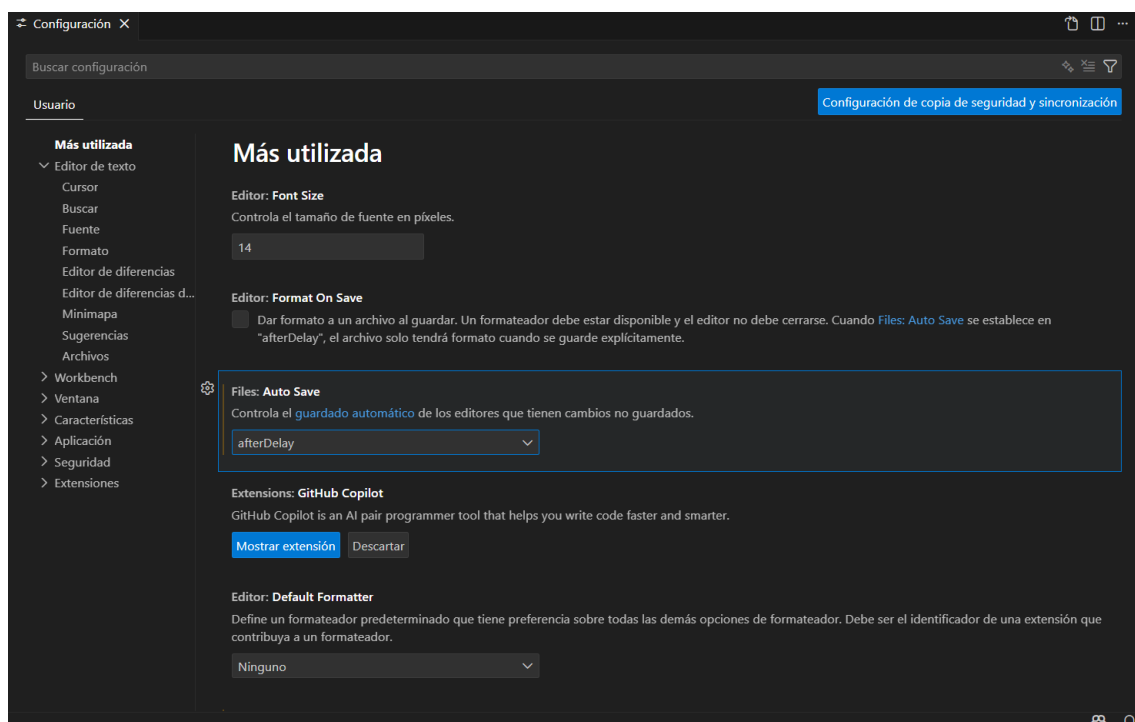 Configuración
Buscar configuración
Usuario
Configuración de copia de seguridad y sincronización
Más utilizada
Editor de texto
Cursor
Buscar
Fuente
Formato
Editor de diferencias
Editor de diferencias d...
Minimapa
Sugerencias
Archivos
Workbench
Ventana
Características
Aplicación
Seguridad
Extensiones
Más utilizada
Editor: Font Size
Controla el tamaño de fuente en píxeles.
14
Editor: Format On Save
Dar formato a un archivo al guardar. Un formateador debe estar disponible y el editor no debe cerrarse. Cuando Files: Auto Save se establece en
"afterDelay", el archivo solo tendrá formato cuando se guarde explícitamente.
Files: Auto Save
Controla el guardado automático de los editores que tienen cambios no guardados.
afterDelay
Extensions: GitHub Copilot
GitHub Copilot is an AI pair programmer tool that helps you write code faster and smarter.
Mostrar extensión Descartar
Editor: Default Formatter
Define un formateador predeterminado que tiene preferencia sobre todas las demás opciones de formateador. Debe ser el identificador de una extensión que
contribuya a un formateador.
Ninguno